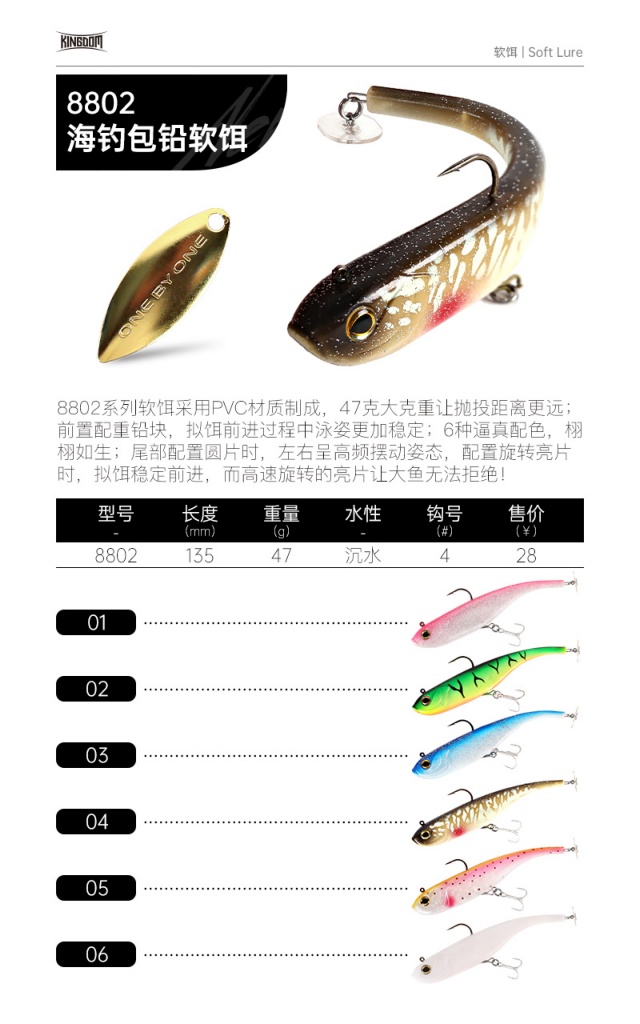 KINGDOM
软饵 | Soft Lure
8802
海钓包铅软饵
ONE BY ONE
8802系列软饵采用PVC材质制成，47克大克重让抛投距离更远；
前置配重铅块，拟饵前进过程中泳姿更加稳定；6种逼真配色，栩
栩如生；尾部配置圆片时，左右呈高频摆动姿态，配置旋转亮片
时，拟饵稳定前进，而高速旋转的亮片让大鱼无法拒绝！
型号 长度 重量 水性 钩号 售价
- (mm) (g) - (#) (￥)
8802 135 47 沉水 4 28
01
02
03
04
05
06